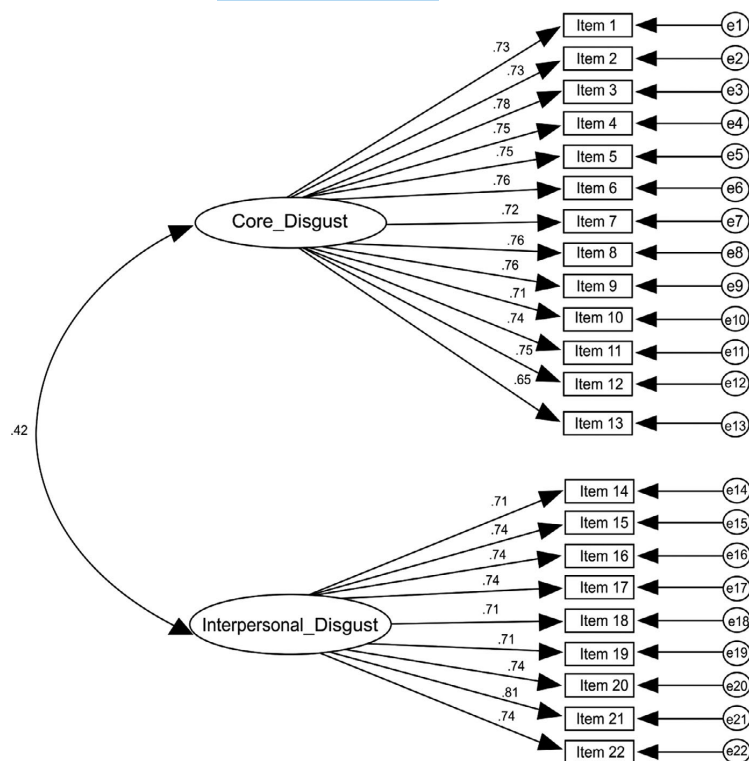 .73 Item 1 e1
.73 Item 2 e2
.78 Item 3 e3
.75 Item 4 e4
.75 Item 5 e5
.76 Item 6 e6
Core_Disgust .72 Item 7 e7
.76 Item 8 e8
.76 Item 9 e9
.71 Item 10 e10
.74 Item 11 e11
.75 Item 12 e12
.65 Item 13 e13
.42
.71 Item 14 e14
.74 Item 15 e15
.74 Item 16 e16
.74 Item 17 e17
Interpersonal_Disgust .71 Item 18 e18
.71 Item 19 e19
.74 Item 20 e20
.81 Item 21 e21
.74 Item 22 e22